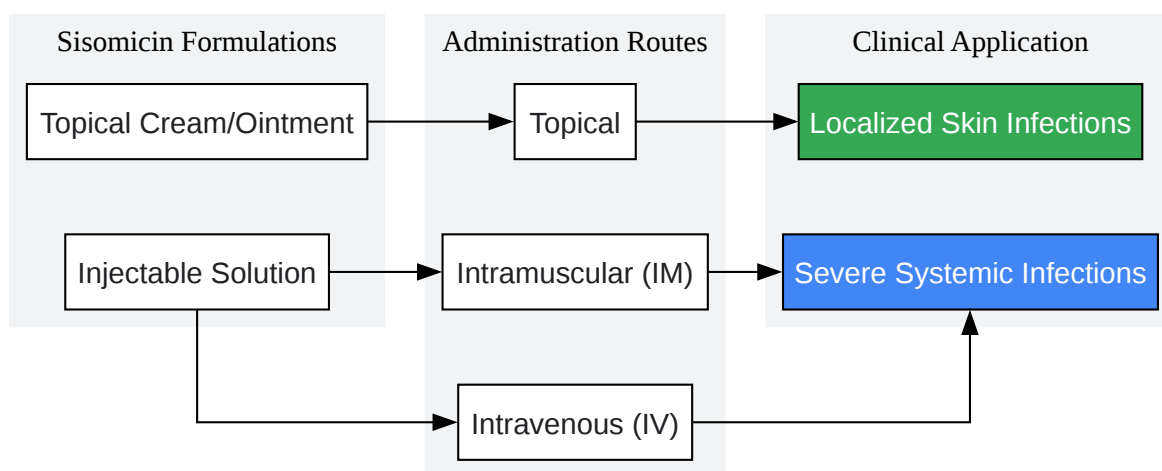 Sisomicin Formulations
Administration Routes
Clinical Application
Topical Cream/Ointment
Topical
Localized Skin Infections
Injectable Solution
Intramuscular (IM)
Severe Systemic Infections
Intravenous (IV)